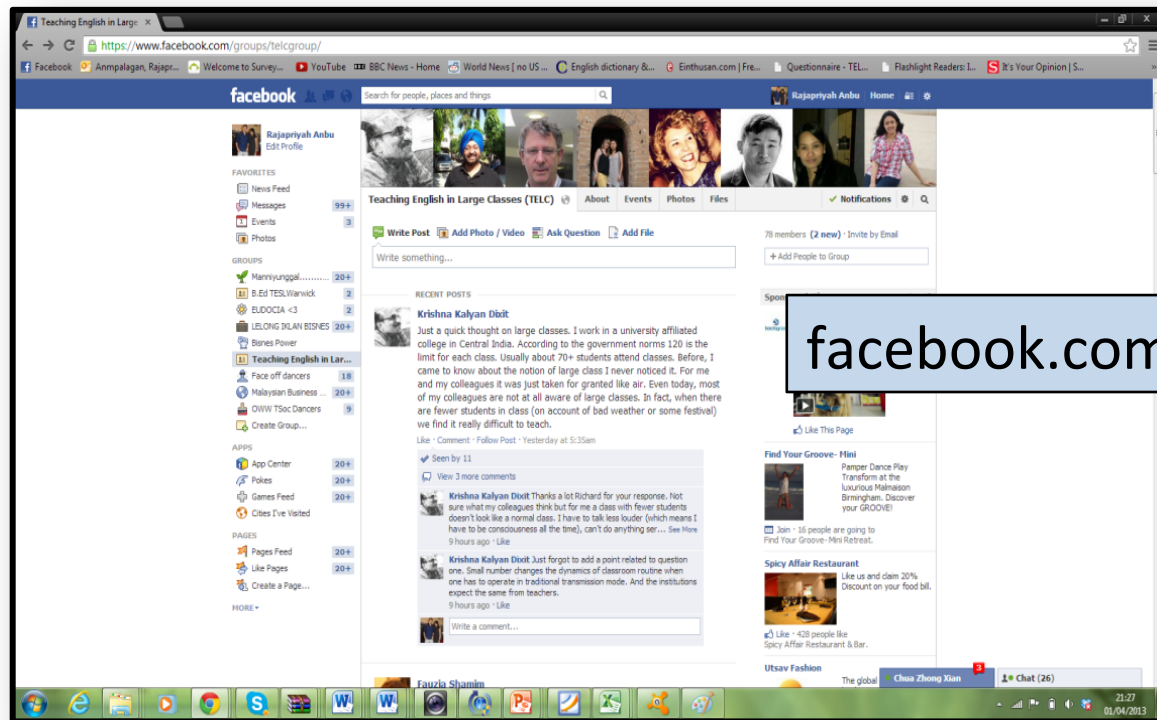 Teaching English in Large
https://www.facebook.com/groups/telcgroup/
Facebook Anmpalagan, Rajapr... Welcome to Survey... YouTube BBC News - Home World News [ no US ... English dictionary &... Einthusan.com | Fre... Questionnaire - TEL... Flashlight Readers: I... It's Your Opinion | S...
facebook Search for people, places and things Rajapriyah Anbu Home
Rajapriyah Anbu
Edit Profile
FAVORITES
News Feed
Messages 99+
Events 3
Photos
GROUPS
Manniyunggal........... 20+
B.Ed TESLWarwick 2
EUDOCIA <3 2
LELONG IKLAN BISNES 20+
Bisnes Power
Teaching English in Lar...
Face off dancers 18
Malaysian Business ... 20+
OWW TSoc Dancers 9
Create Group...
APPS
App Center 20+
Pokes 20+
Games Feed 20+
Cities I've Visited
PAGES
Pages Feed 20+
Like Pages 20+
Create a Page...
MORE
Teaching English in Large Classes (TELC) About Events Photos Files Notifications
Write Post Add Photo / Video Ask Question Add File
Write something...
RECENT POSTS
Krishna Kalyan Dixit
Just a quick thought on large classes. I work in a university affiliated
college in Central India. According to the government norms 120 is the
limit for each class. Usually about 70+ students attend classes. Before, I
came to know about the notion of large class I never noticed it. For me
and my colleagues it was just taken for granted like air. Even today, most
of my colleagues are not at all aware of large classes. In fact, when there
are fewer students in class (on account of bad weather or some festival)
we find it really difficult to teach.
Like · Comment · Follow Post · Yesterday at 5:35am
Seen by 11
View 3 more comments
Krishna Kalyan Dixit Thanks a lot Richard for your response. Not
sure what my colleagues think but for me a class with fewer students
doesn't look like a normal class. I have to talk less louder (which means I
have to be consciousness all the time), can't do anything ser... See More
9 hours ago · Like
Krishna Kalyan Dixit Just forgot to add a point related to question
one. Small number changes the dynamics of classroom routine when
one has to operate in traditional transmission mode. And the institutions
expect the same from teachers.
9 hours ago · Like
Write a comment...
Fauzia Shamim
78 members (2 new) · Invite by Email
+ Add People to Group
facebook.com
Like This Page
Find Your Groove- Mini
Pamper Dance Play
Transform at the
luxurious Malmaison
Birmingham. Discover
your GROOVE!
Join · 16 people are going to
Find Your Groove- Mini Retreat.
Spicy Affair Restaurant
Like us and claim 20%
Discount on your food bill.
Like · 428 people like
Spicy Affair Restaurant & Bar.
Utsav Fashion
The global
Chua Zhong Xian 3
Chat (26)
21:27
01/04/2013